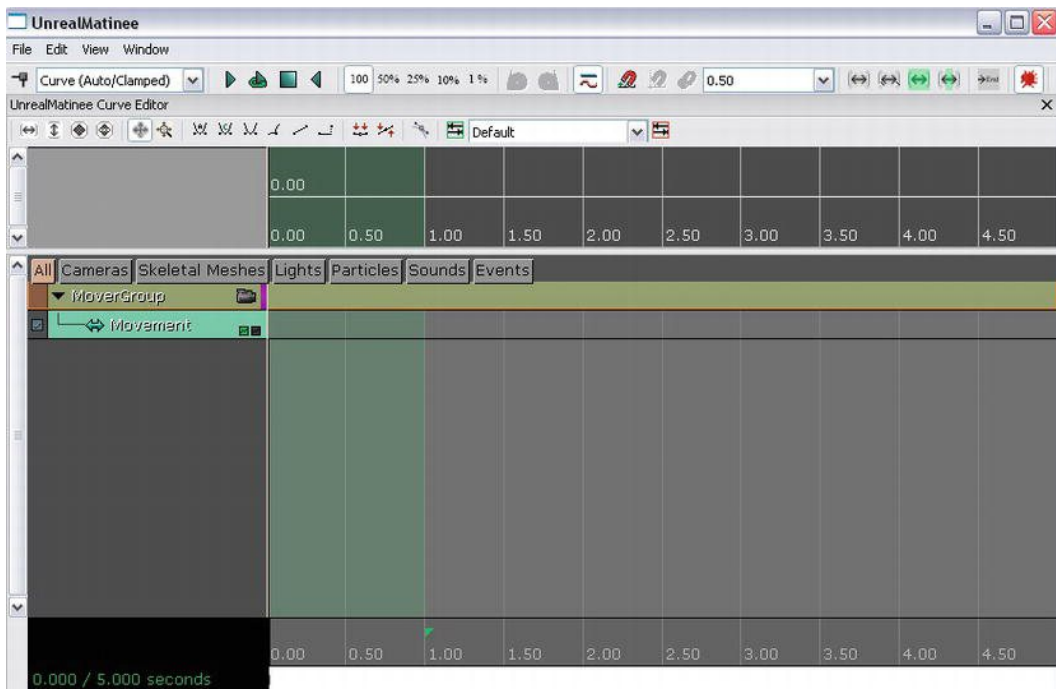 UnrealMatinee
File Edit View Window
Curve (Auto/Clamped) 100 50% 25% 10% 1% 0.50 End
UnrealMatinee Curve Editor
Default
0.00
0.00 0.50 1.00 1.50 2.00 2.50 3.00 3.50 4.00 4.50
All Cameras Skeletal Meshes Lights Particles Sounds Events
MoverGroup
Movement
0.00 0.50 1.00 1.50 2.00 2.50 3.00 3.50 4.00 4.50
0.000 / 5.000 seconds